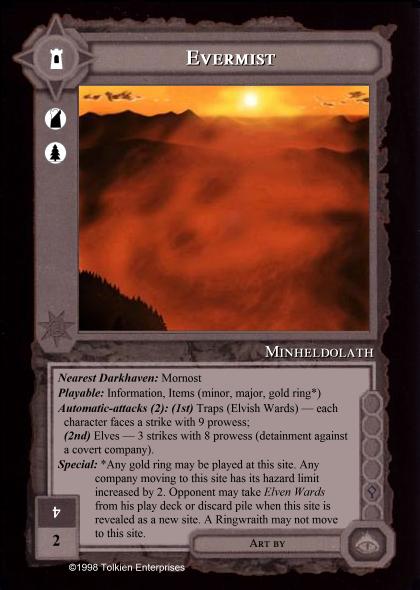 EVERMIST
MINHELDOLATH
Nearest Darkhaven: Mornost
Playable: Information, Items (minor, major, gold ring*)
Automatic-attacks (2): (1st) Traps (Elvish Wards) — each
character faces a strike with 9 prowess;
(2nd) Elves — 3 strikes with 8 prowess (detainment against
a covert company).
Special: *Any gold ring may be played at this site. Any
company moving to this site has its hazard limit
increased by 2. Opponent may take Elven Wards
from his play deck or discard pile when this site is
revealed as a new site. A Ringwraith may not move
to this site.
4
2
ART BY
©1998 Tolkien Enterprises